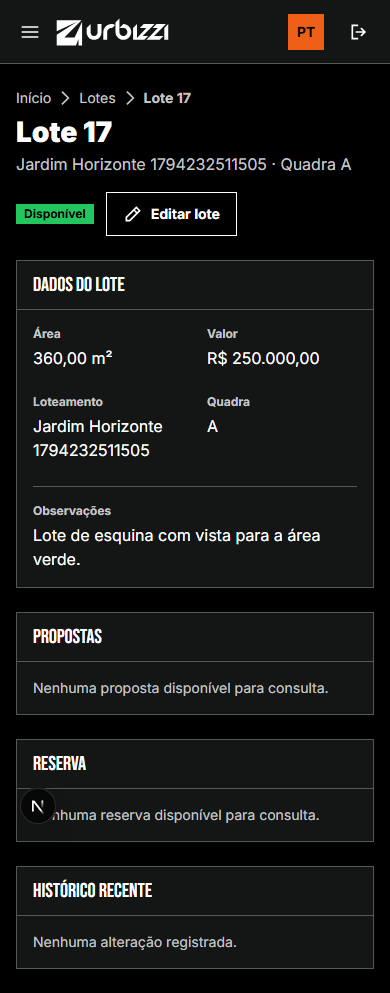 urbizzi
PT
Início > Lotes > Lote 17
Lote 17
Jardim Horizonte 1794232511505 · Quadra A
Disponível
Editar lote
DADOS DO LOTE
Área
Valor
360,00 m²
R$ 250.000,00
Loteamento
Quadra
Jardim Horizonte
1794232511505
A
Observações
Lote de esquina com vista para a área
verde.
PROPOSTAS
Nenhuma proposta disponível para consulta.
RESERVA
N
nhuma reserva disponível para consulta.
HISTÓRICO RECENTE
Nenhuma alteração registrada.